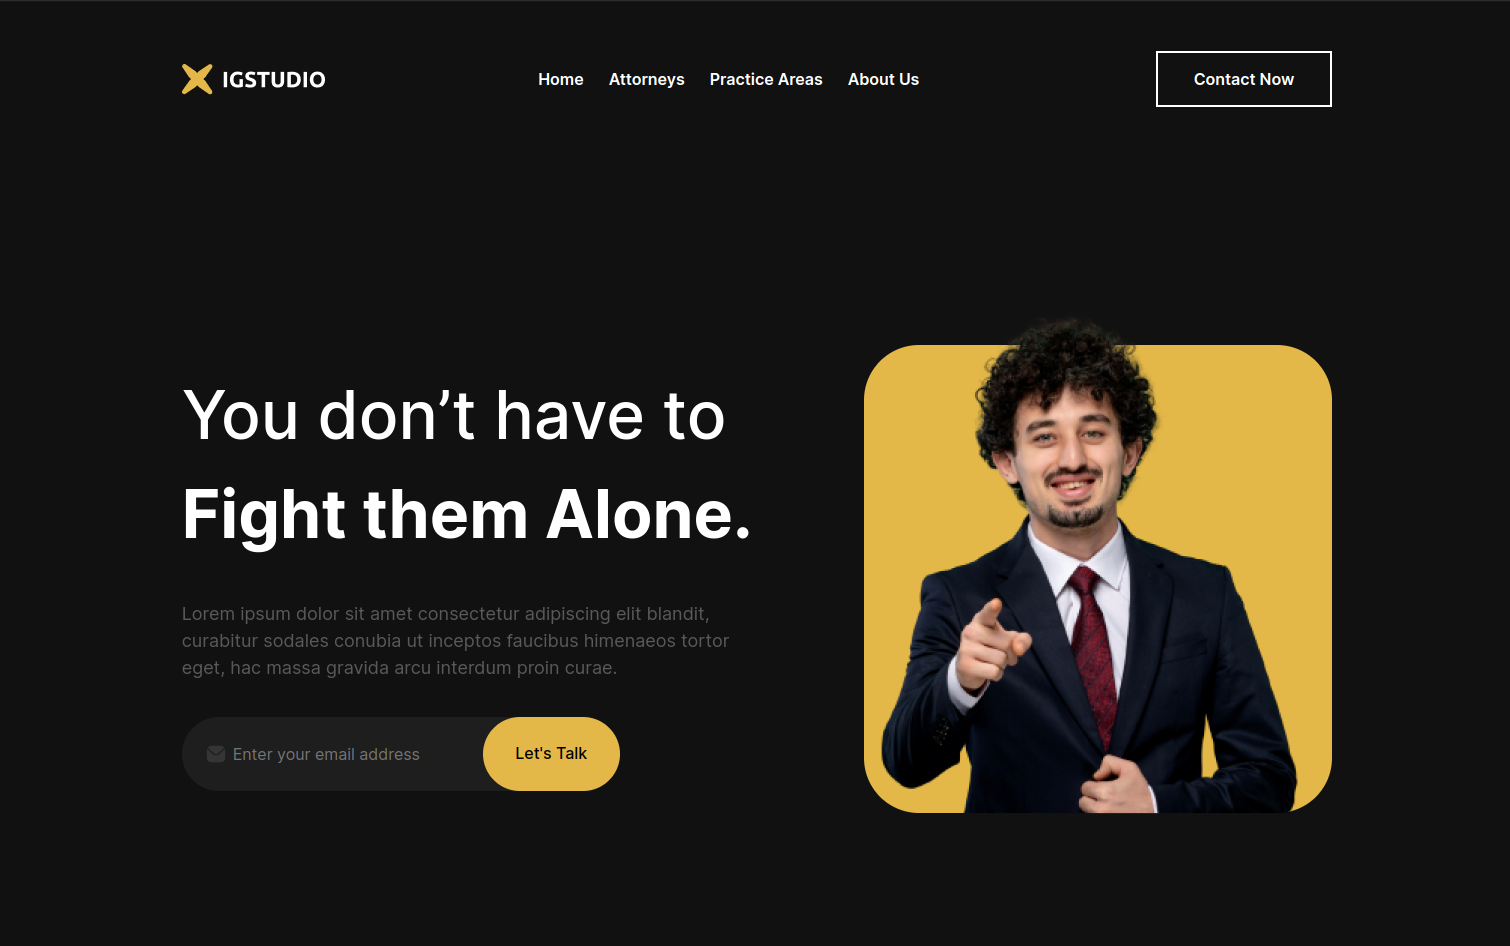 IGSTUDIO
Home Attorneys Practice Areas About Us
Contact Now
You don’t have to
Fight them Alone.
Lorem ipsum dolor sit amet consectetur adipiscing elit blandit,
curabitur sodales conubia ut inceptos faucibus himenaeos tortor
eget, hac massa gravida arcu interdum proin curae.
Enter your email address
Let's Talk